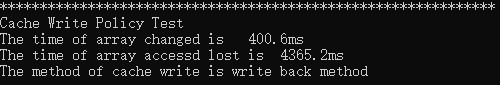 **************************************************************
Cache Write Policy Test
The time of array changed is   400.6ms
The time of array accessd lost is  4365.2ms
The method of cache write is write back method